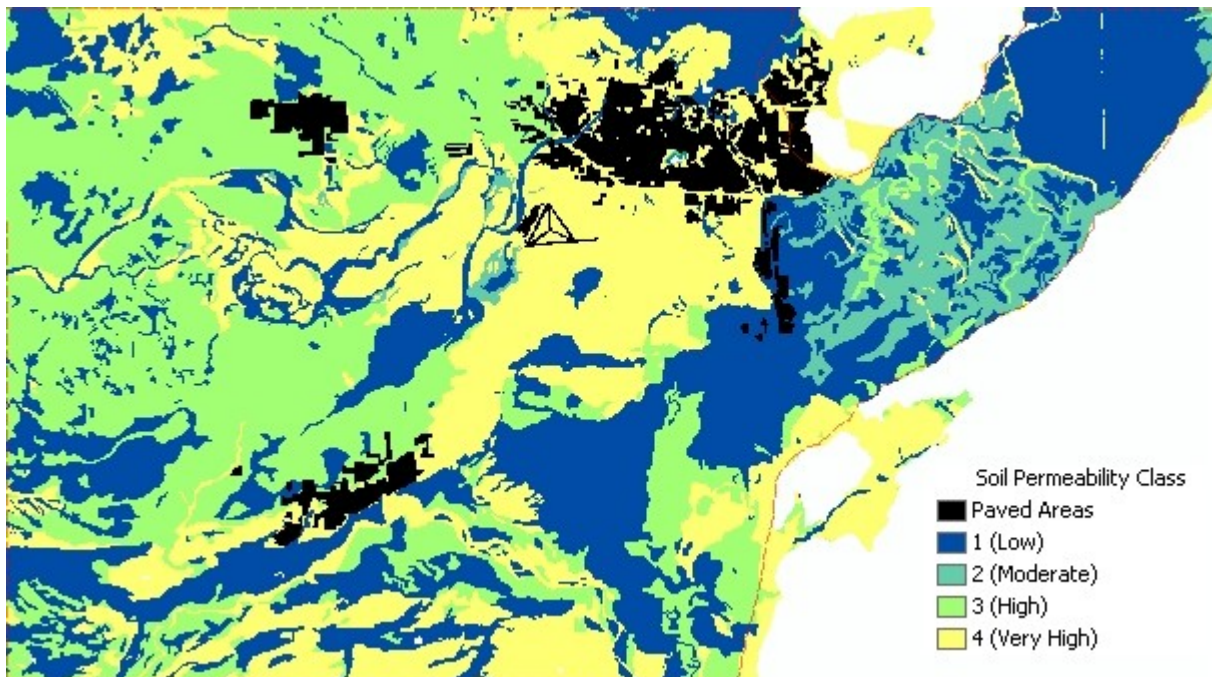 Soil Permeability Class
Paved Areas
1 (Low)
2 (Moderate)
3 (High)
4 (Very High)